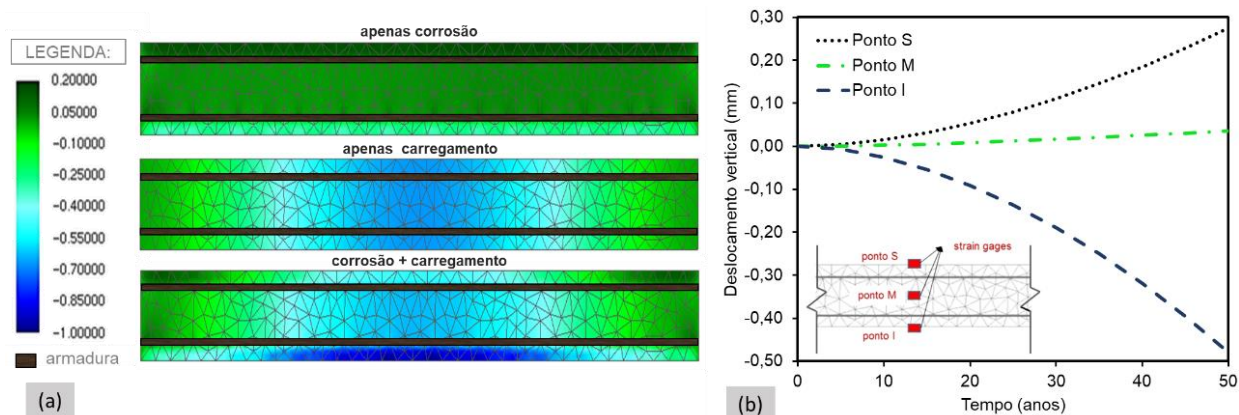 LEGENDA:
0.20000
0.05000
-0.10000
-0.25000
-0.40000
-0.55000
-0.70000
-0.85000
-1.00000
armadura
(a)
apenas corrosão
apenas carregamento
corrosão + carregamento
Deslocamento vertical (mm)
0,30
0,20
0,10
0,00
-0,10
-0,20
-0,30
-0,40
-0,50
Ponto S
Ponto M
Ponto I
ponto S
strain gages
ponto M
ponto I
0
10
20
30
40
50
Tempo (anos)
(b)